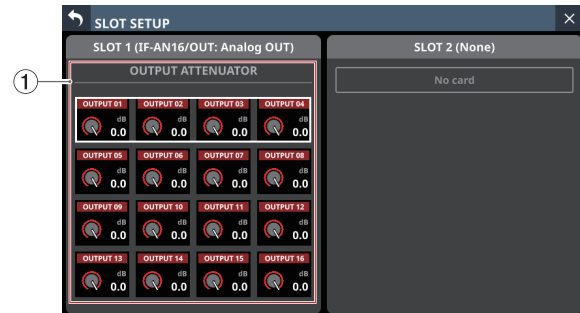 SLOT SETUP
SLOT 1 (IF-AN16/OUT: Analog OUT)
SLOT 2 (None)
1
OUTPUT ATTENUATOR
No card
OUTPUT 01 OUTPUT 02 OUTPUT 03 OUTPUT 04
dB dB dB dB
0.0 0.0 0.0 0.0
OUTPUT 05 OUTPUT 06 OUTPUT 07 OUTPUT 08
dB dB dB dB
0.0 0.0 0.0 0.0
OUTPUT 09 OUTPUT 10 OUTPUT 11 OUTPUT 12
dB dB dB dB
0.0 0.0 0.0 0.0
OUTPUT 13 OUTPUT 14 OUTPUT 15 OUTPUT 16
dB dB dB dB
0.0 0.0 0.0 0.0